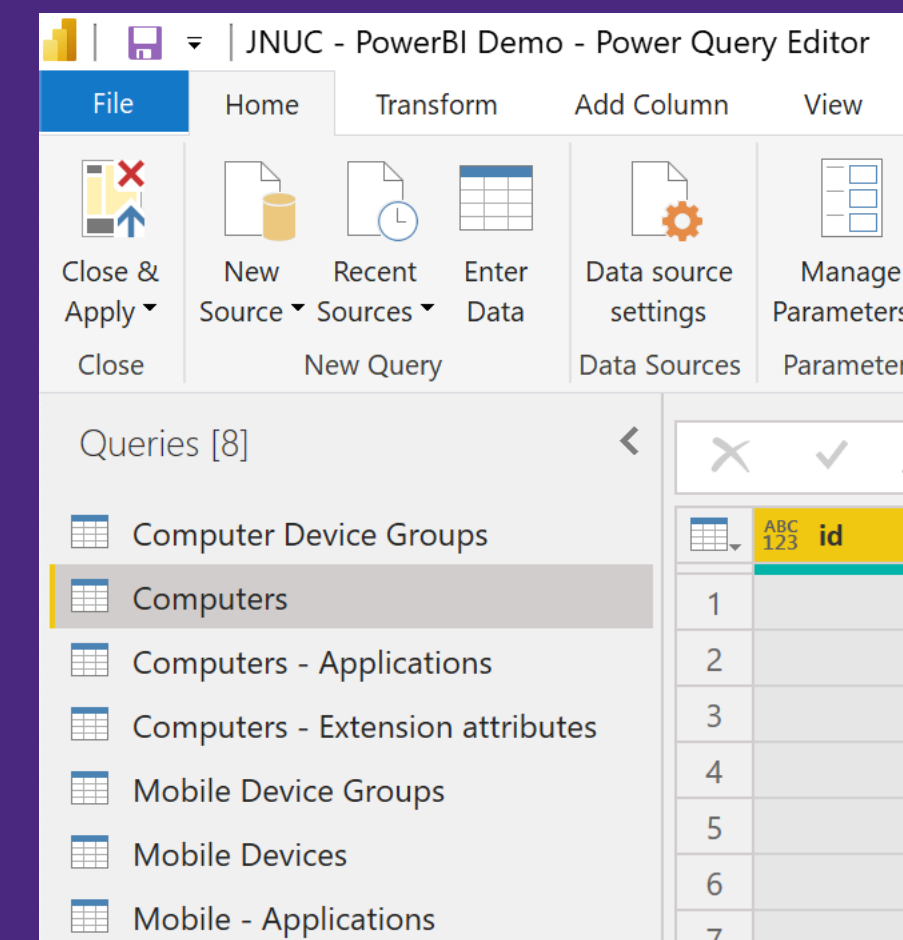 JNUC - PowerBI Demo - Power Query Editor
File Home Transform Add Column View
Close & Apply
New Source
Recent Sources
Enter Data
Data source settings
Manage Parameters
Close New Query Data Sources Parameter
Queries [8]
Computer Device Groups
Computers
Computers - Applications
Computers - Extension attributes
Mobile Device Groups
Mobile Devices
Mobile - Applications
ABC 123 id
1
2
3
4
5
6
7